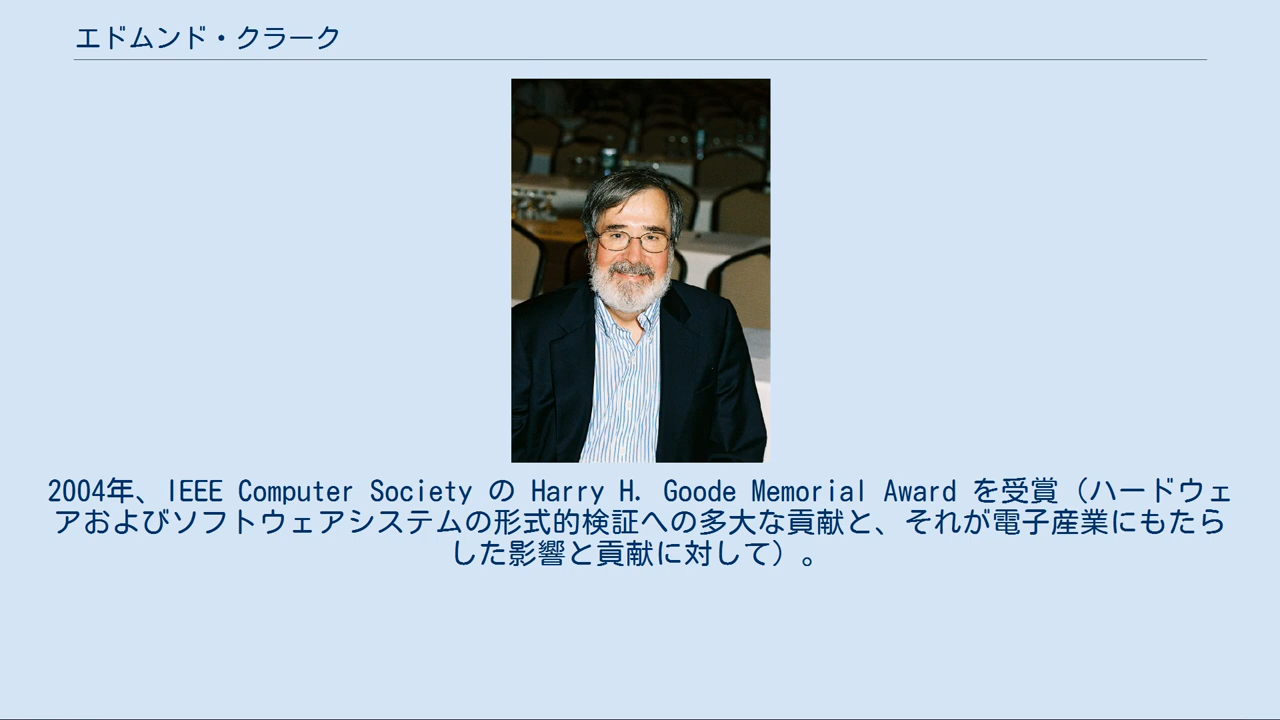 エドムンド・クラーク
2004年、IEEE Computer Society の Harry H. Goode Memorial Award を受賞（ハードウェ
アおよびソフトウェアシステムの形式的検証への多大な貢献と、それが電子産業にもたら
した影響と貢献に対して）。